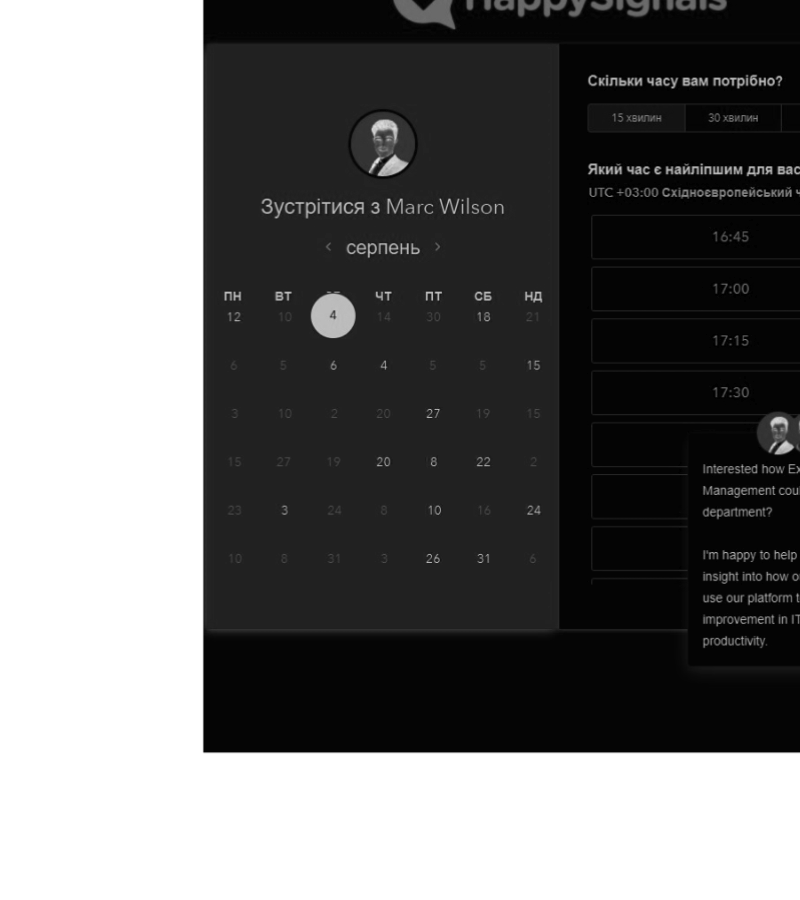 HappySignals
Зустрітися з Marc Wilson
серпень
ПН ВТ ЧТ ПТ СБ НД
12 10 4 14 30 18 21
6 5 6 4 5 5 15
3 10 2 20 27 19 15
15 27 19 20 8 22 2
23 3 24 8 10 16 24
10 8 31 3 26 31 6
Скільки часу вам потрібно?
15 хвилин 30 хвилин
Який час є найліпшим для вас
UTC +03:00 Східноєвропейський
16:45
17:00
17:15
17:30
Interested how
Management
department?
I'm happy to help
insight into how
use our platform
improvement in IT
productivity.